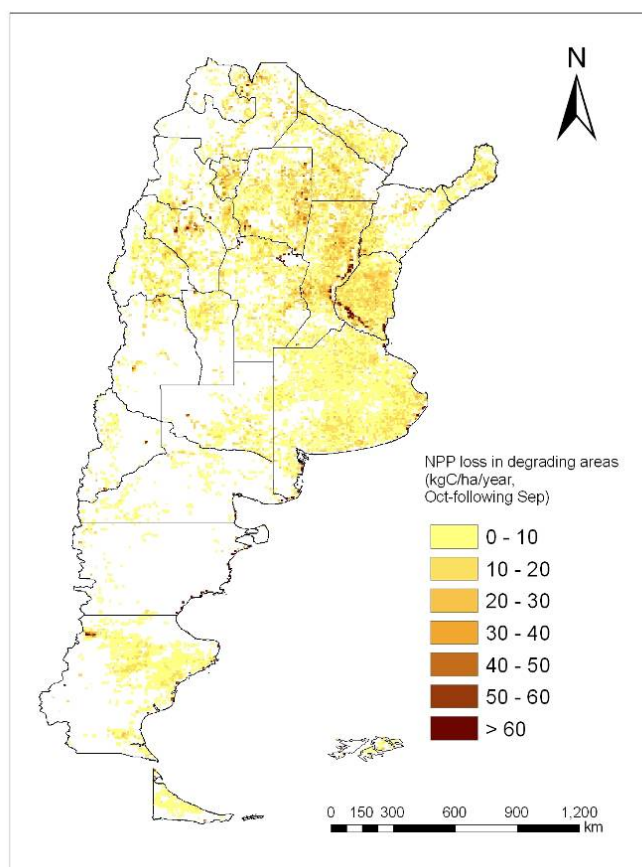 N
NPP loss in degrading areas
(kgC/ha/year,
Oct-following Sep)
0 - 10
10 - 20
20 - 30
30 - 40
40 - 50
50 - 60
> 60
0 150 300 600 900 1,200
km